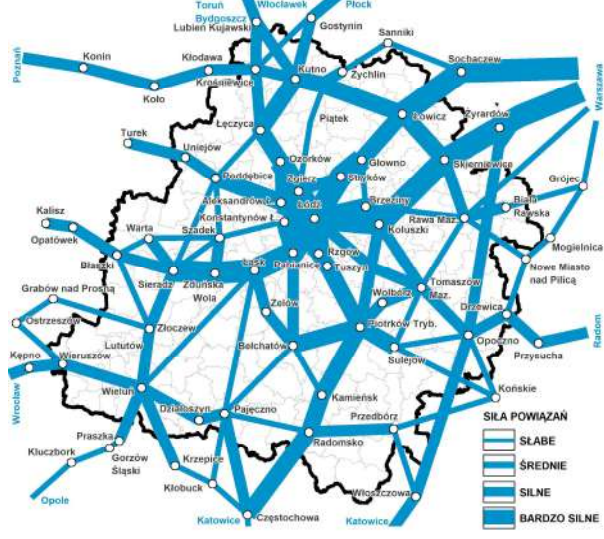 Toruń
Bydgoszcz
Włocławek
Płock
Lubień Kujawski
Gostynin
Sanniki
Poznań
Konin
Kłodawa
Kutno
Żychlin
Sochaczew
Koło
Krośniewice
Warszawa
Łowicz
Żyrardów
Turek
Łęczyca
Piątek
Uniejów
Ozorków
Głowno
Skierniewice
Poddębice
Zgierz
Stryków
Grójec
Aleksandrów Ł.
Łódź
Brzeziny
Biała
Rawska
Kalisz
Konstantynów Ł.
Rawa Maz.
Opatówek
Warta
Szadek
Koluszki
Mogielnica
Błaszki
Łask
Rzgów
Pabianice
Tuszyn
Nowe Miasto
nad Pilicą
Sieradz
Zduńska
Wola
Tomaszów
Maz.
Grabów nad Prosną
Zelów
Wolbórz
Drzewica
Ostrzeszów
Złoczew
Piotrków Tryb.
Opoczno
Radom
Kępno
Lututów
Bełchatów
Sulejów
Przysucha
Wieruszów
Wrocław
Wieluń
Kamieńsk
Końskie
Działoszyn
Pajęczno
Przedbórz
Praszka
Radomsko
Kluczbork
Gorzów
Śląski
Krzepice
Kłobuck
Włoszczowa
Opole
Katowice
Częstochowa
Katowice
SIŁA POWIĄZAŃ
SŁABE
ŚREDNIE
SILNE
BARDZO SILNE